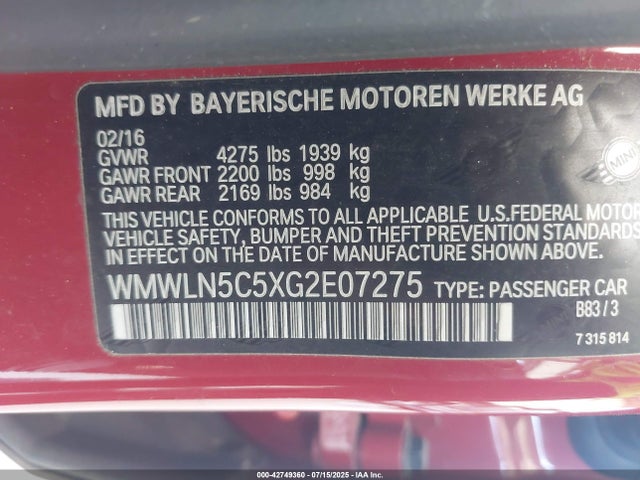 MFD BY BAYERISCHE MOTOREN WERKE AG
02/16
GVWR 4275 lbs 1939 kg
GAWR FRONT 2200 lbs 998 kg
GAWR REAR 2169 lbs 984 kg
MINI
THIS VEHICLE CONFORMS TO ALL APPLICABLE U.S.FEDERAL MOTOR
VEHICLE SAFETY, BUMPER AND THEFT PREVENTION STANDARDS
IN EFFECT ON THE DATE OF MANUFACTURE SHOWN ABOVE.
WMWLN5C5XG2E07275 TYPE: PASSENGER CAR
B83/3
7 315 814
000-42749360 - 07/15/2025 - IAA Inc.